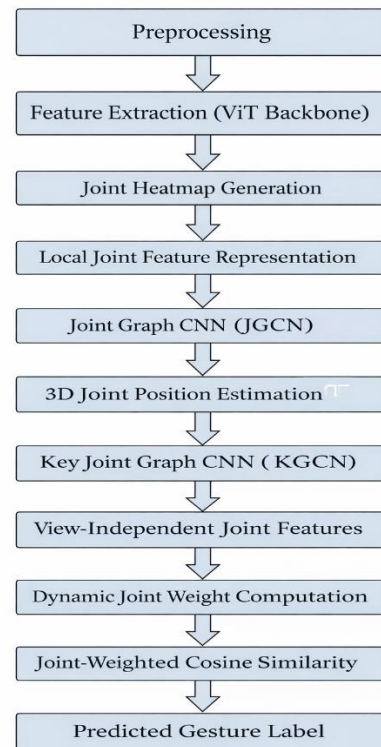 Preprocessing
Feature Extraction (ViT Backbone)
Joint Heatmap Generation
Local Joint Feature Representation
Joint Graph CNN (JGCN)
3D Joint Position Estimation
Key Joint Graph CNN ( KGCN)
View-Independent Joint Features
Dynamic Joint Weight Computation
Joint-Weighted Cosine Similarity
Predicted Gesture Label